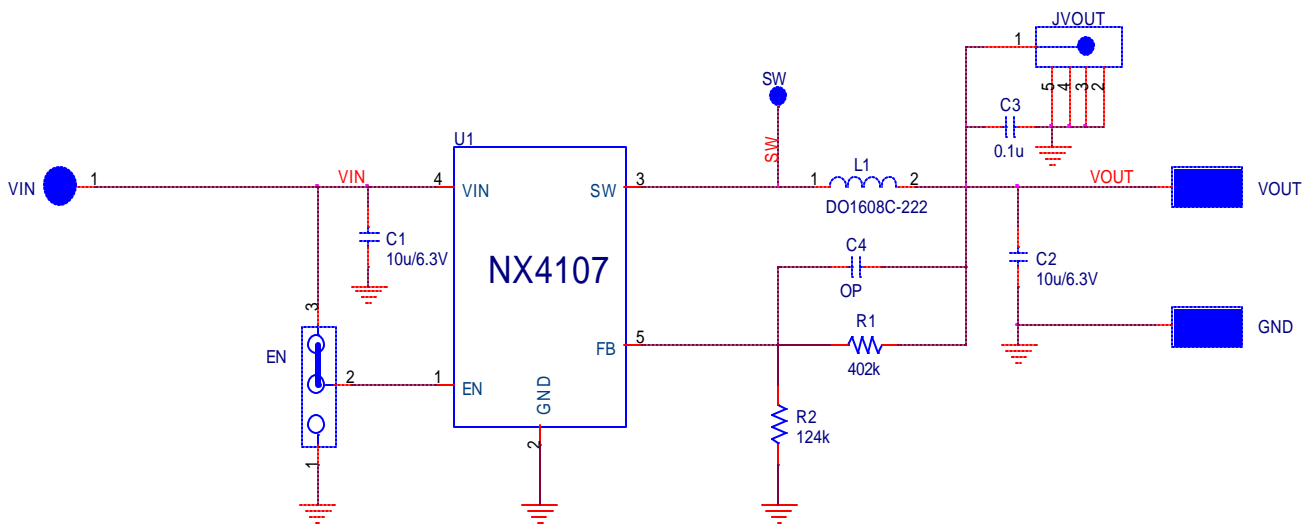 JVOUT
1
5
4
3
2
SW
SW
C3
0.1u
U1
VIN
1
VIN
4
VIN
SW
3
1
L1
2
DO1608C-222
VOUT
VOUT
C1
10u/6.3V
NX4107
C4
OP
C2
10u/6.3V
3
EN
2
1
EN
FB
5
R1
402k
GND
GND
2
R2
124k
1